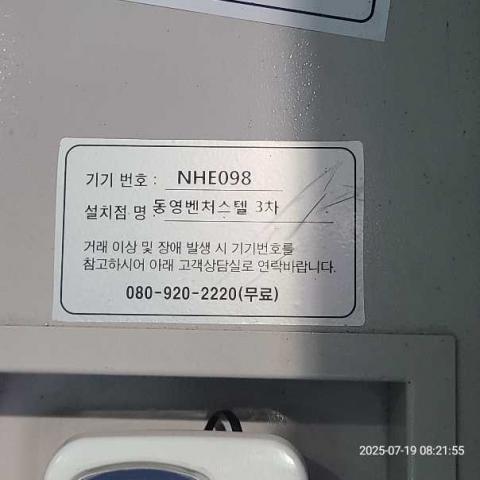 기기 번호 : NHE098
설치점 명 : 동영벤처스텔 3차
거래 이상 및 장애 발생 시 기기번호를
참고하시어 아래 고객상담실로 연락바랍니다.
080-920-2220(무료)
2025-07-19 08:21:55